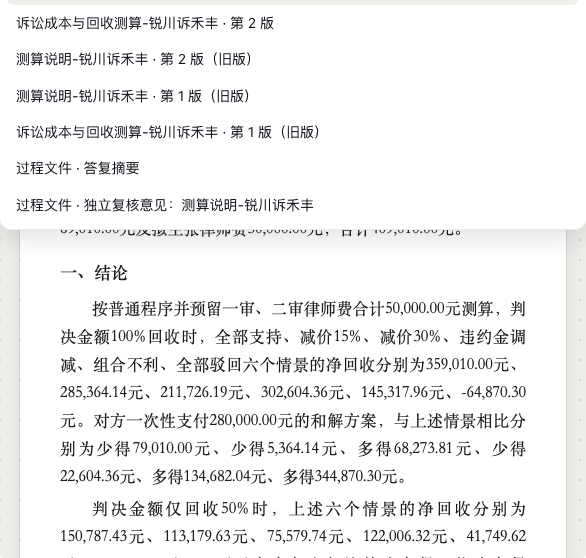 诉讼成本与回收测算-锐川诉禾丰 · 第 2 版
测算说明-锐川诉禾丰 · 第 2 版（旧版）
测算说明-锐川诉禾丰 · 第 1 版（旧版）
诉讼成本与回收测算-锐川诉禾丰 · 第 1 版（旧版）
过程文件 · 答复摘要
过程文件 · 独立复核意见：测算说明-锐川诉禾丰
一、结论
按普通程序并预留一审、二审律师费合计50,000.00元测算，判
决金额100%回收时，全部支持、减价15%、减价30%、违约金调
减、组合不利、全部驳回六个情景的净回收分别为359,010.00元、
285,364.14元、211,726.19元、302,604.36元、145,317.96元、-64,870.30
元。对方一次性支付280,000.00元的和解方案，与上述情景相比分
别为少得79,010.00元、少得5,364.14元、多得68,273.81元、少得
22,604.36元、多得134,682.04元、多得344,870.30元。
判决金额仅回收50%时，上述六个情景的净回收分别为
150,787.43元、113,179.63元、75,579.74元、122,006.32元、41,749.62